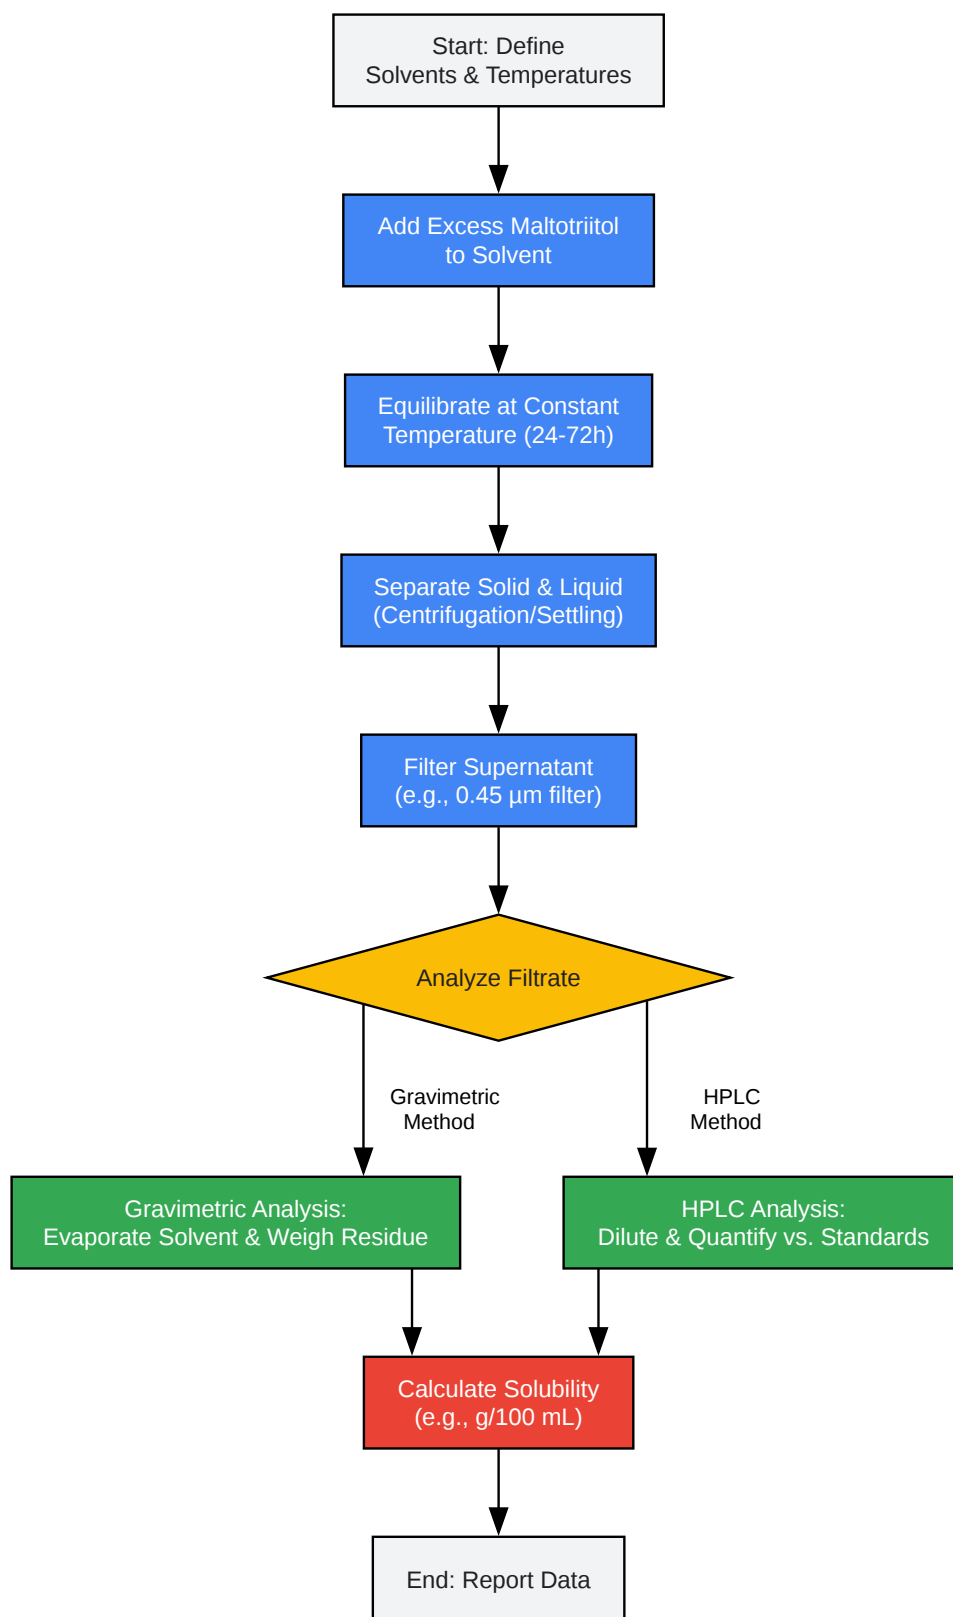 Start: Define
Solvents & Temperatures
Add Excess Maltotriitol
to Solvent
Equilibrate at Constant
Temperature (24-72h)
Separate Solid & Liquid
(Centrifugation/Settling)
Filter Supernatant
(e.g., 0.45 µm filter)
Analyze Filtrate
Gravimetric
Method
HPLC
Method
Gravimetric Analysis:
Evaporate Solvent & Weigh Residue
HPLC Analysis:
Dilute & Quantify vs. Standards
Calculate Solubility
(e.g., g/100 mL)
End: Report Data